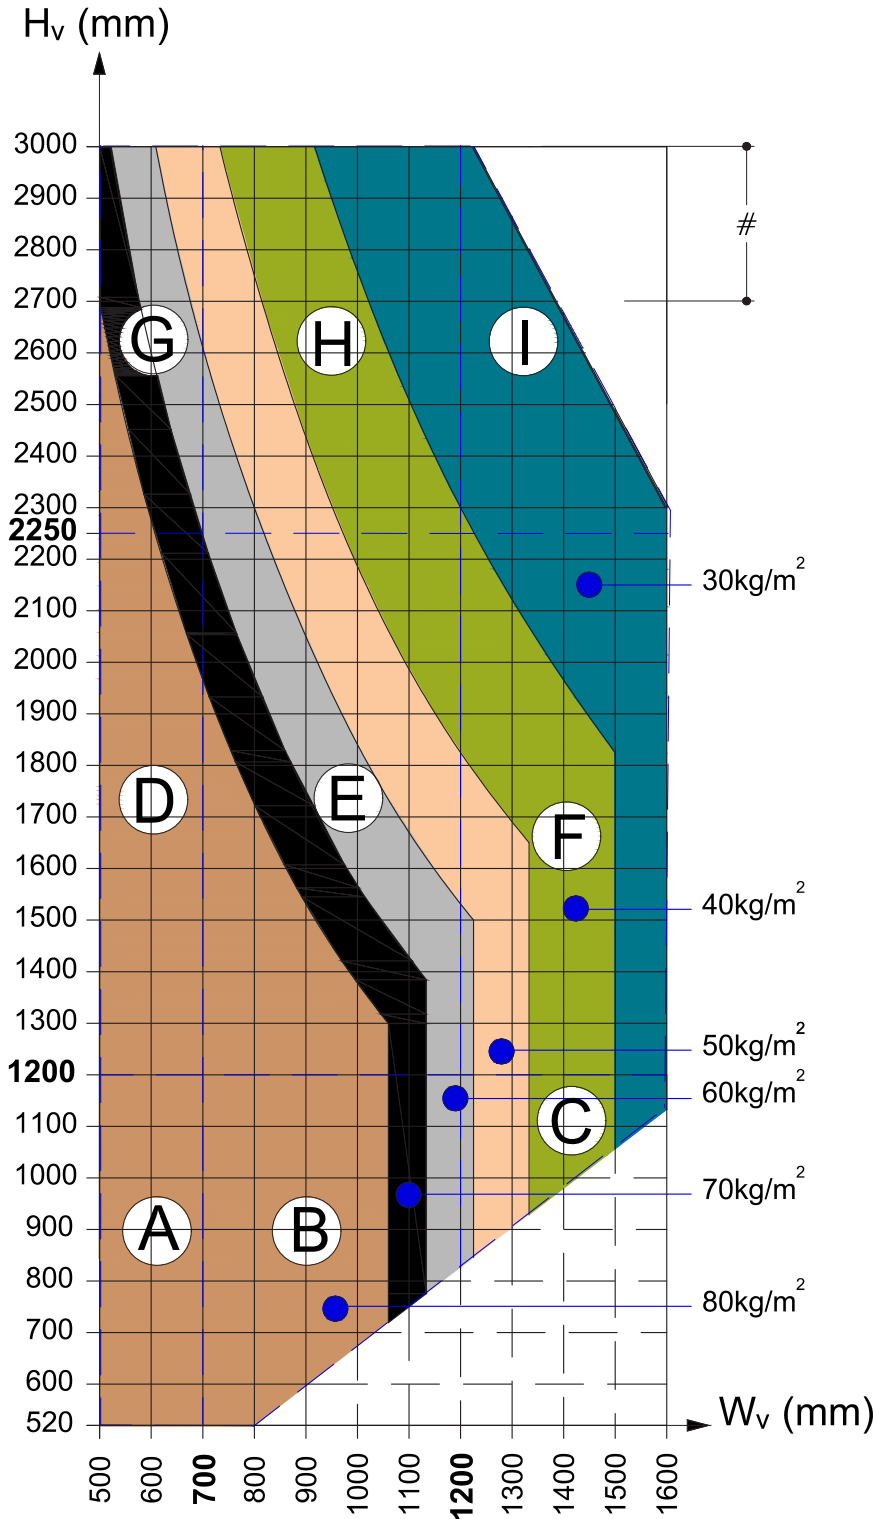 Hv (mm)
3000
2900
#
2800
2700
G
H
I
2600
2500
2400
2300
2250
2200
30kg/m²
2100
2000
1900
1800
D
E
1700
F
1600
40kg/m²
1500
1400
1300
50kg/m²
1200
60kg/m²
1100
C
1000
70kg/m²
900
A
B
800
80kg/m²
700
600
520
Wv (mm)
500 600 700 800 900 1000 1100 1200 1300 1400 1500 1600